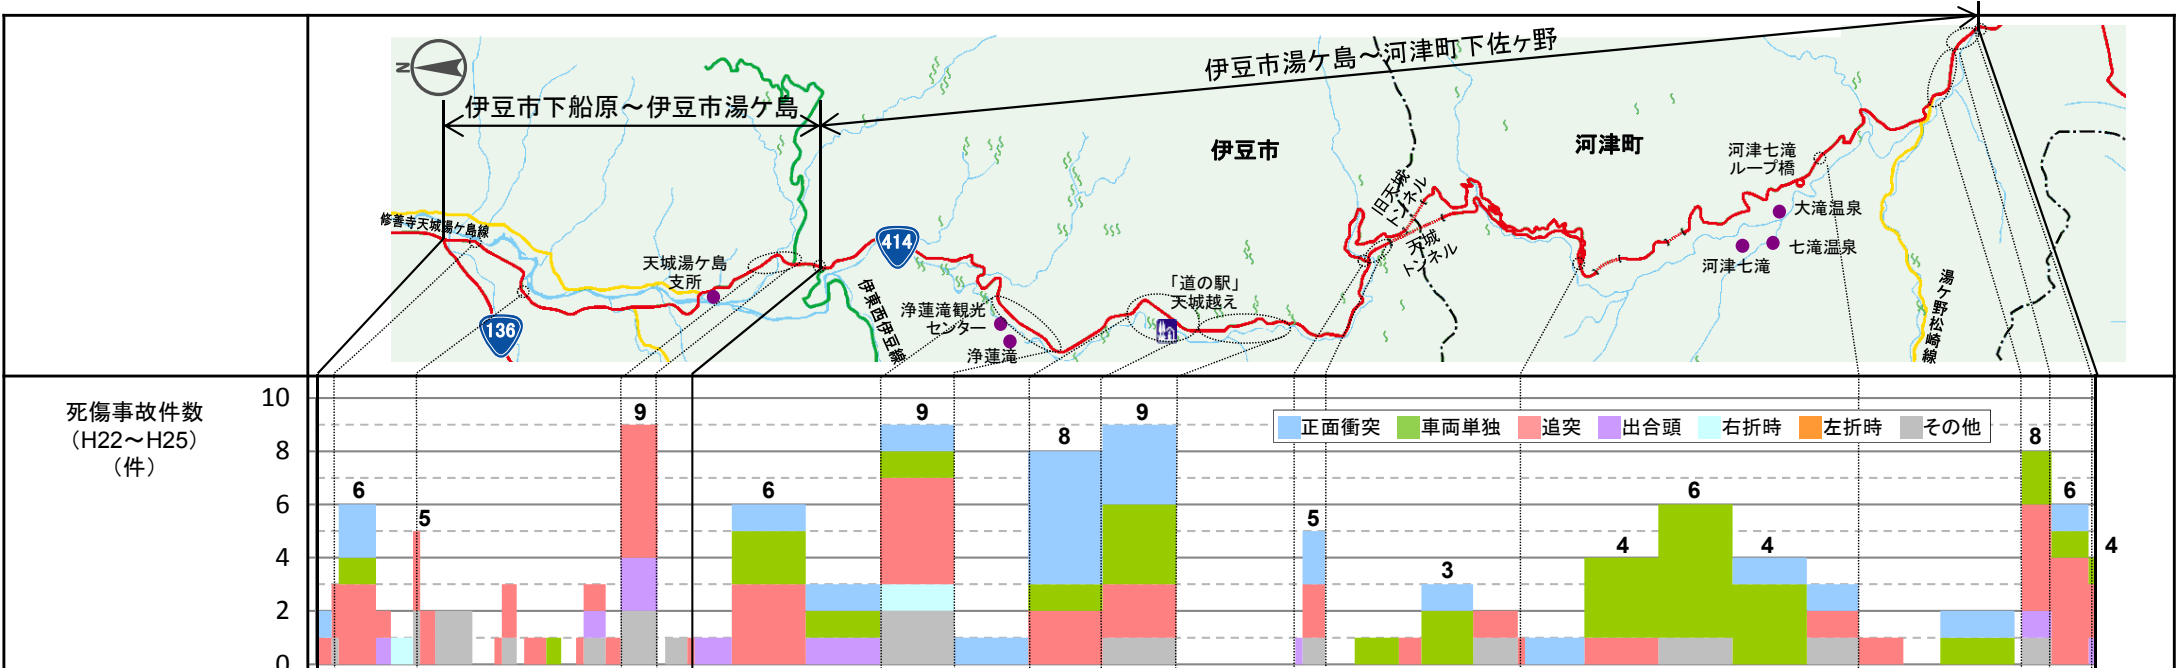 N
伊豆市下船原～伊豆市湯ケ島
伊豆市湯ケ島～河津町下佐ヶ野
修善寺天城湯ケ島線
136
天城湯ケ島
支所
414
伊東西伊豆線
浄蓮滝観光
センター
浄蓮滝
「道の駅」
天城越え
伊豆市
旧天城
トンネル
天城
トンネル
河津町
河津七滝
ループ橋
大滝温泉
七滝温泉
河津七滝
湯ケ野松崎線
死傷事故件数
（H22～H25）
（件）
10
8
6
4
2
0
正面衝突 車両単独 追突 出合頭 右折時 左折時 その他
6
5
9
6
9
8
9
5
3
4
6
4
8
6
4